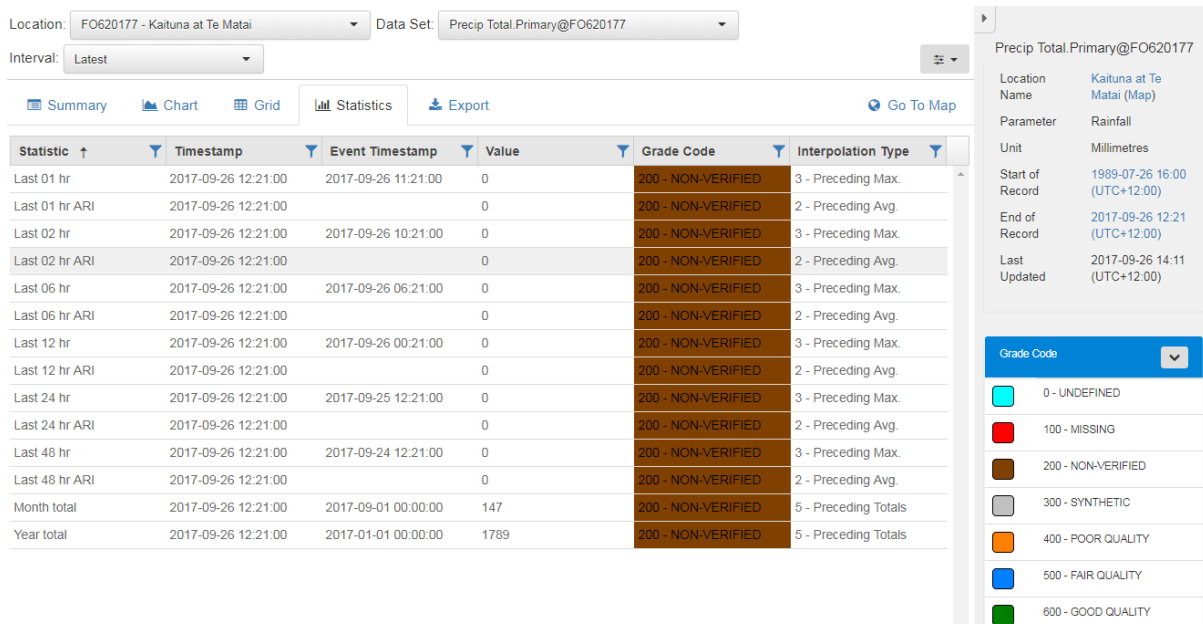 Location: FO620177 - Kaituna at Te Matai Data Set: Precip Total.Primary@FO620177
Interval: Latest
Summary Chart Grid Statistics Export Go To Map
Statistic ↑ Timestamp Event Timestamp Value Grade Code Interpolation Type
Last 01 hr 2017-09-26 12:21:00 2017-09-26 11:21:00 0 200 - NON-VERIFIED 3 - Preceding Max.
Last 01 hr ARI 2017-09-26 12:21:00 0 200 - NON-VERIFIED 2 - Preceding Avg.
Last 02 hr 2017-09-26 12:21:00 2017-09-26 10:21:00 0 200 - NON-VERIFIED 3 - Preceding Max.
Last 02 hr ARI 2017-09-26 12:21:00 0 200 - NON-VERIFIED 2 - Preceding Avg.
Last 06 hr 2017-09-26 12:21:00 2017-09-26 06:21:00 0 200 - NON-VERIFIED 3 - Preceding Max.
Last 06 hr ARI 2017-09-26 12:21:00 0 200 - NON-VERIFIED 2 - Preceding Avg.
Last 12 hr 2017-09-26 12:21:00 2017-09-26 00:21:00 0 200 - NON-VERIFIED 3 - Preceding Max.
Last 12 hr ARI 2017-09-26 12:21:00 0 200 - NON-VERIFIED 2 - Preceding Avg.
Last 24 hr 2017-09-26 12:21:00 2017-09-25 12:21:00 0 200 - NON-VERIFIED 3 - Preceding Max.
Last 24 hr ARI 2017-09-26 12:21:00 0 200 - NON-VERIFIED 2 - Preceding Avg.
Last 48 hr 2017-09-26 12:21:00 2017-09-24 12:21:00 0 200 - NON-VERIFIED 3 - Preceding Max.
Last 48 hr ARI 2017-09-26 12:21:00 0 200 - NON-VERIFIED 2 - Preceding Avg.
Month total 2017-09-26 12:21:00 2017-09-01 00:00:00 147 200 - NON-VERIFIED 5 - Preceding Totals
Year total 2017-09-26 12:21:00 2017-01-01 00:00:00 1789 200 - NON-VERIFIED 5 - Preceding Totals
Precip Total.Primary@FO620177
Location Kaituna at Te
Name Matai (Map)
Parameter Rainfall
Unit Millimetres
Start of 1989-07-26 16:00
Record (UTC+12:00)
End of 2017-09-26 12:21
Record (UTC+12:00)
Last 2017-09-26 14:11
Updated (UTC+12:00)
Grade Code
0 - UNDEFINED
100 - MISSING
200 - NON-VERIFIED
300 - SYNTHETIC
400 - POOR QUALITY
500 - FAIR QUALITY
600 - GOOD QUALITY